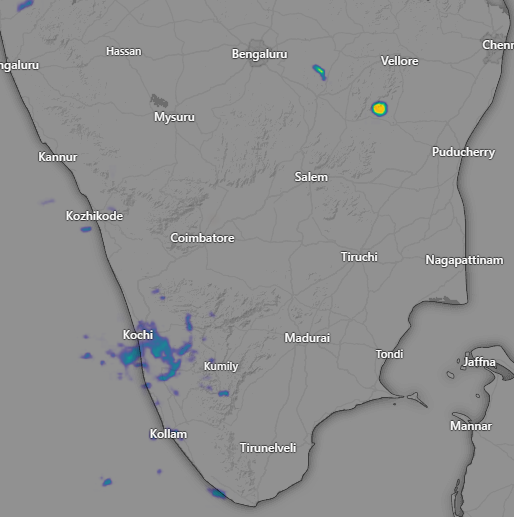 Hassan
Bengaluru
Chenn
ngaluru
Vellore
Mysuru
Kannur
Puducherry
Salem
Kozhikode
Coimbatore
Tiruchi
Nagapattinam
Kochi
Madurai
Tondi
Jaffna
Kumily
Mannar
Kollam
Tirunelveli